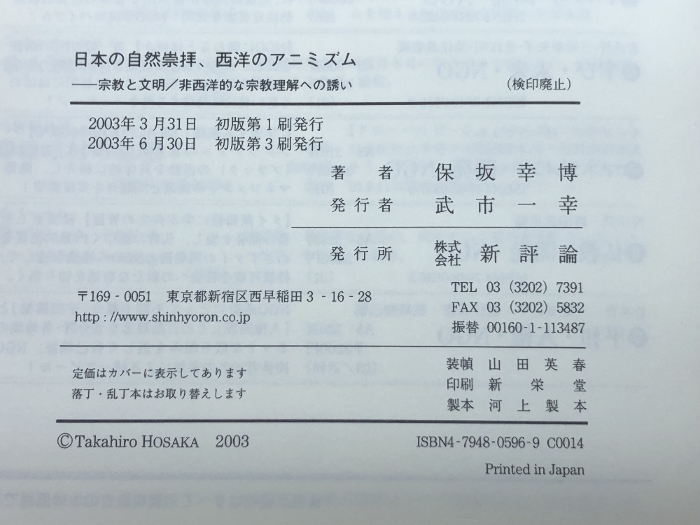 日本の自然崇拝、西洋のアニミズム
──宗教と文明／非西洋的な宗教理解への誘い （検印廃止）
2003年3月31日 初版第1刷発行
2003年6月30日 初版第3刷発行
著者 保坂幸博
発行者 武市一幸
発行所 株式会社 新評論
〒169-0051 東京都新宿区西早稲田3-16-28
http://www.shinhyoron.co.jp
TEL 03 (3202) 7391
FAX 03 (3202) 5832
振替 00160-1-113487
定価はカバーに表示してあります
落丁・乱丁本はお取り替えします
装幀 山田英春
印刷 新栄堂
製本 河上製本
©Takahiro HOSAKA 2003
ISBN4-7948-0596-9 C0014
Printed in Japan